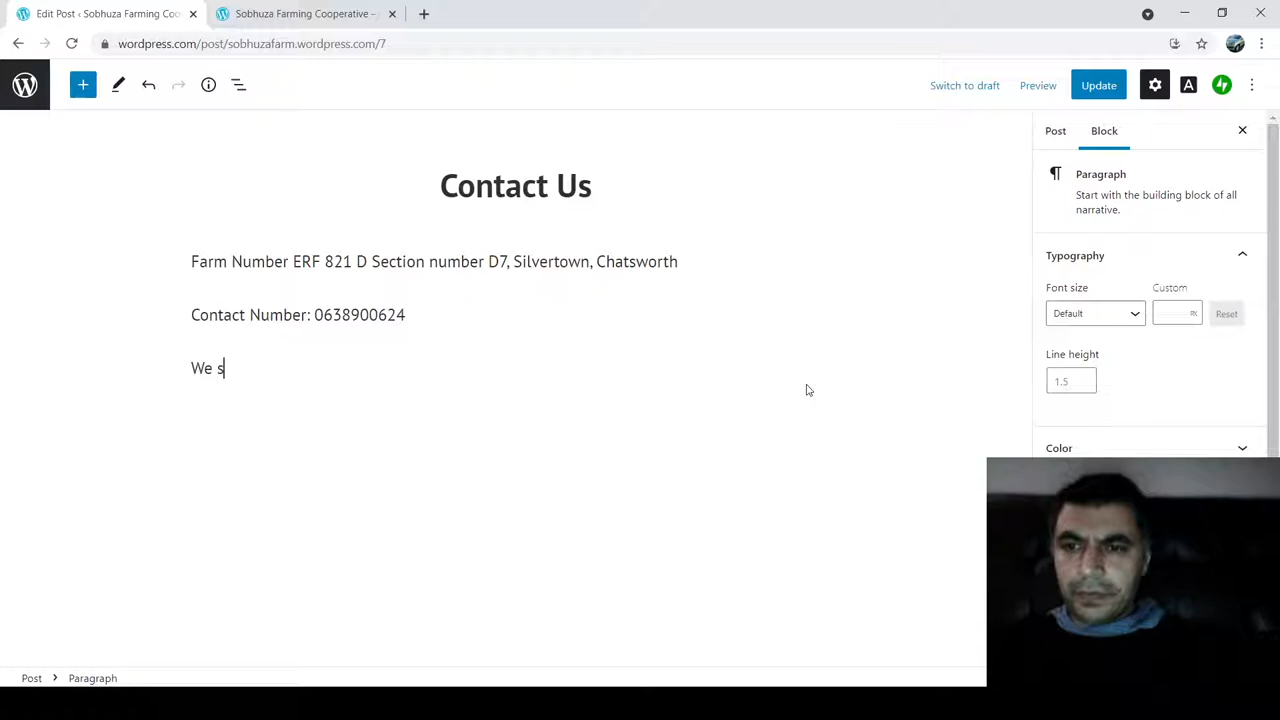 Edit Post ‹ Sobhuza Farming Coo
Sobhuza Farming Cooperative –
wordpress.com/post/sobhuzafarm.wordpress.com/7
Switch to draft
Preview
Update
A
Post
Block
Paragraph
Start with the building block of all
narrative.
Contact Us
Farm Number ERF 821 D Section number D7, Silvertown, Chatsworth
Contact Number: 0638900624
We s
Typography
Font size
Custom
Default
PX
Reset
Line height
1.5
Color
Post
Paragraph